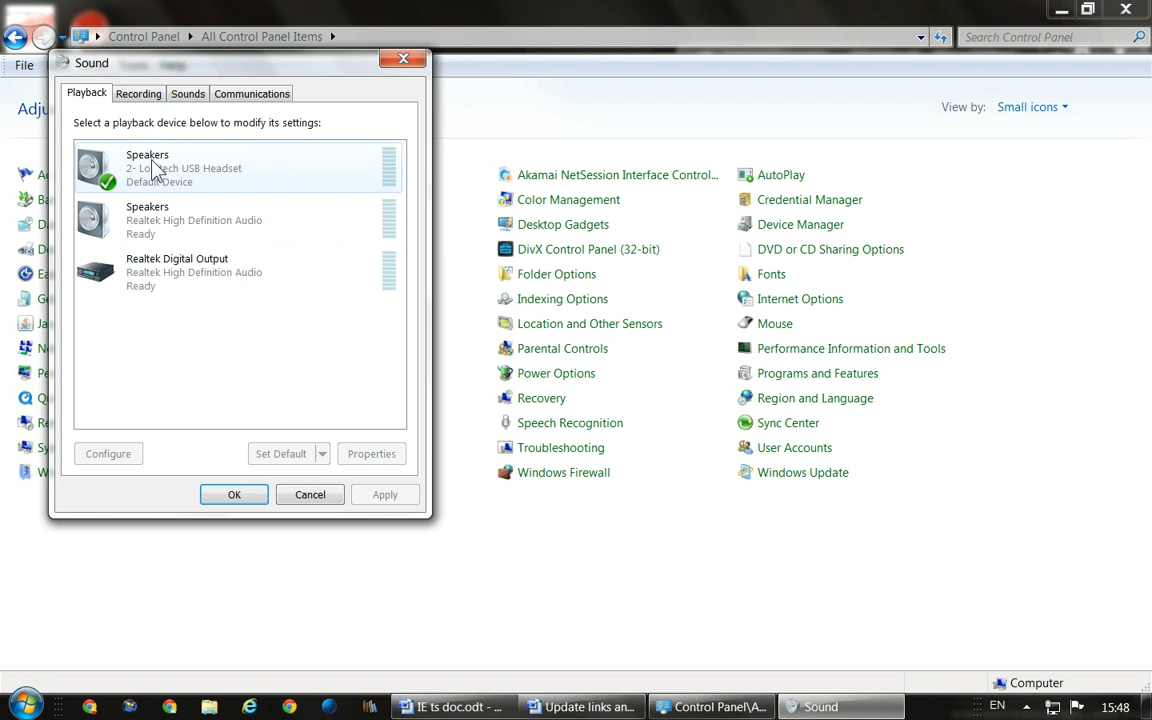 Control Panel
All Control Panel Items
Search Control Panel
File
Sound
Playback
Recording
Sounds
Communications
Select a playback device below to modify its settings:
Speakers
2- Logitech USB Headset
Default Device
Speakers
Realtek High Definition Audio
Ready
Realtek Digital Output
Realtek High Definition Audio
Ready
Configure
Set Default
Properties
OK
Cancel
Apply
View by:
Small icons
Akamai NetSession Interface Control...
Color Management
Desktop Gadgets
DivX Control Panel (32-bit)
Folder Options
Indexing Options
Location and Other Sensors
Parental Controls
Power Options
Recovery
Speech Recognition
Troubleshooting
Windows Firewall
AutoPlay
Credential Manager
Device Manager
DVD or CD Sharing Options
Fonts
Internet Options
Mouse
Performance Information and Tools
Programs and Features
Region and Language
Sync Center
User Accounts
Windows Update
Computer
IE ts doc.odt - ...
Update links an...
Control Panel\A...
Sound
EN
15:48